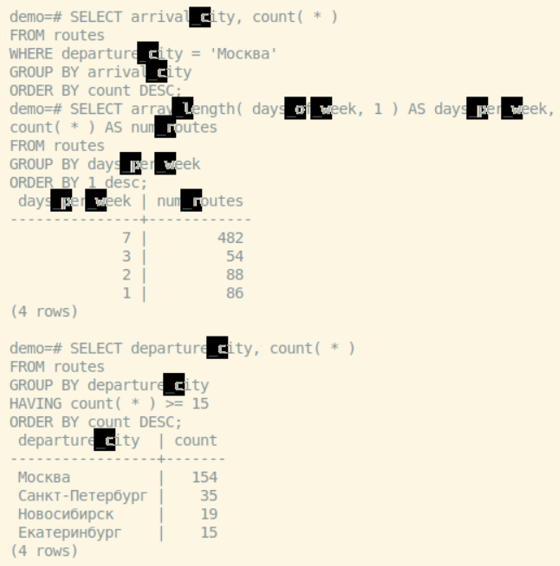 demo=# SELECT arrival_city, count( * )
FROM routes
WHERE departure_city = 'Москва'
GROUP BY arrival_city
ORDER BY count DESC;
demo=# SELECT array_length( days_of_week, 1 ) AS days_per_week,
count( * ) AS num_routes
FROM routes
GROUP BY days_per_week
ORDER BY 1 desc;
days_per_week | num_routes
---------------+------------
7 | 482
3 | 54
2 | 88
1 | 86
(4 rows)
demo=# SELECT departure_city, count( * )
FROM routes
GROUP BY departure_city
HAVING count( * ) >= 15
ORDER BY count DESC;
departure_city | count
-----------------+-------
Москва | 154
Санкт-Петербург | 35
Новосибирск | 19
Екатеринбург | 15
(4 rows)